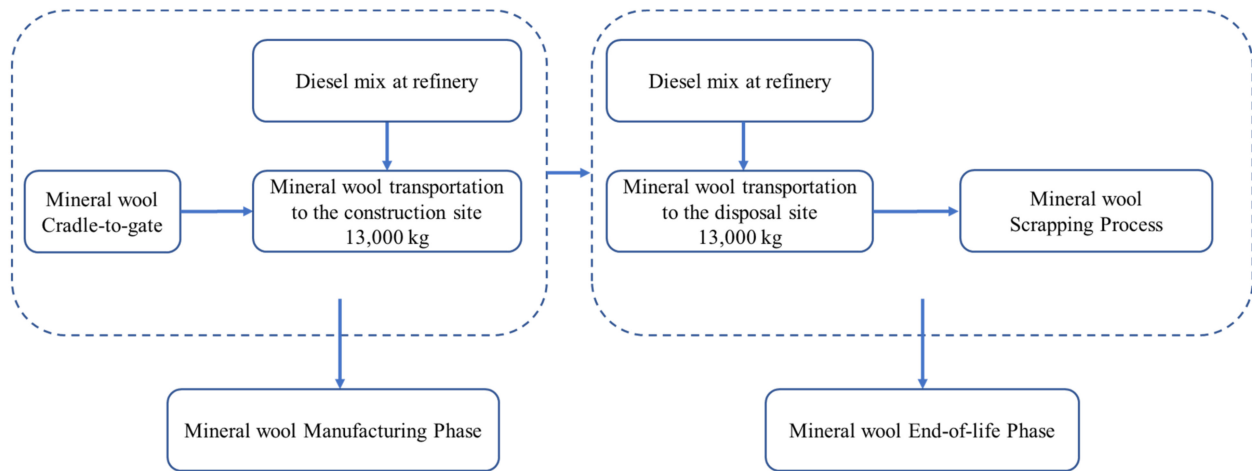 Diesel mix at refinery
Mineral wool
Cradle-to-gate
Mineral wool transportation
to the construction site
13,000 kg
Mineral wool Manufacturing Phase
Diesel mix at refinery
Mineral wool transportation
to the disposal site
13,000 kg
Mineral wool
Scrapping Process
Mineral wool End-of-life Phase